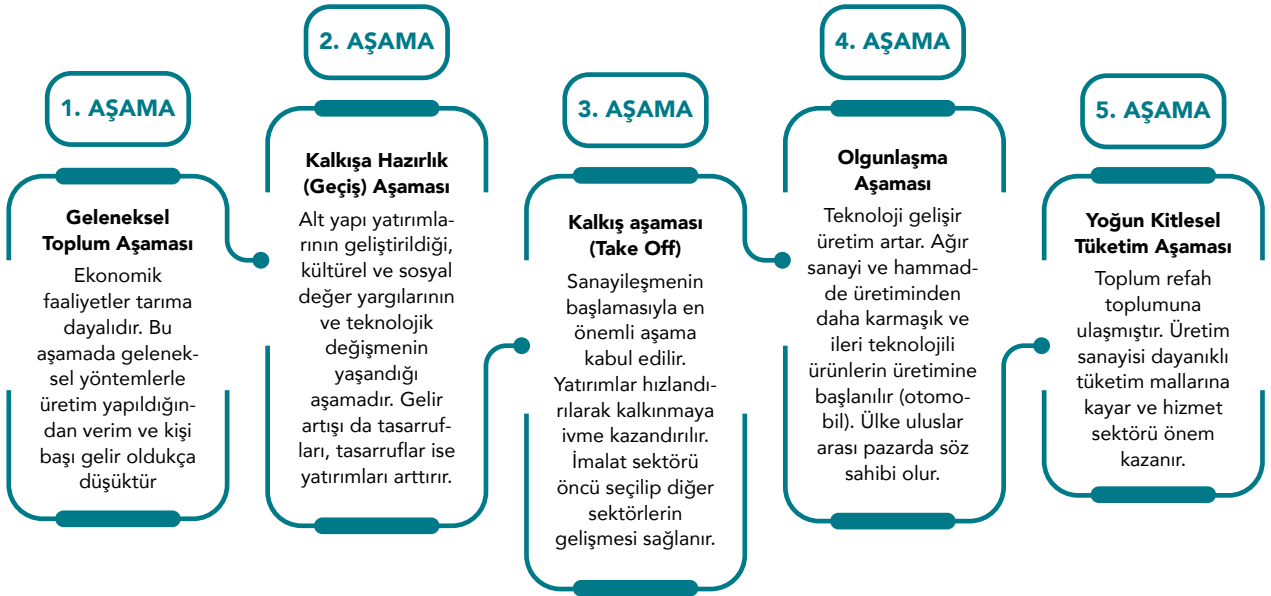 1. AŞAMA
Geleneksel
Toplum Aşaması
Ekonomik
faaliyetler tarıma
dayalıdır. Bu
aşamada gelenek-
sel yöntemlerle
üretim yapıldığın-
dan verim ve kişi
başı gelir oldukça
düşüktür
2. AŞAMA
Kalkışa Hazırlık
(Geçiş) Aşaması
Alt yapı yatırımla-
rının geliştirildiği,
kültürel ve sosyal
değer yargılarının
ve teknolojik
değişmenin
yaşandığı
aşamadır. Gelir
artışı da tasarruf-
ları, tasarruflar ise
yatırımları arttırır.
3. AŞAMA
Kalkış aşaması
(Take Off)
Sanayileşmenin
başlamasıyla en
önemli aşama
kabul edilir.
Yatırımlar hızlandı-
rılarak kalkınmaya
ivme kazandırılır.
İmalat sektörü
öncü seçilip diğer
sektörlerin
gelişmesi sağlanır.
4. AŞAMA
Olgunlaşma
Aşaması
Teknoloji gelişir
üretim artar. Ağır
sanayi ve hammad-
de üretiminden
daha karmaşık ve
ileri teknolojili
ürünlerin üretimine
başlanılır (otomo-
bil). Ülke uluslar
arası pazarda söz
sahibi olur.
5. AŞAMA
Yoğun Kitlesel
Tüketim Aşaması
Toplum refah
toplumuna
ulaşmıştır. Üretim
sanayisi dayanıklı
tüketim mallarına
kayar ve hizmet
sektörü önem
kazanır.